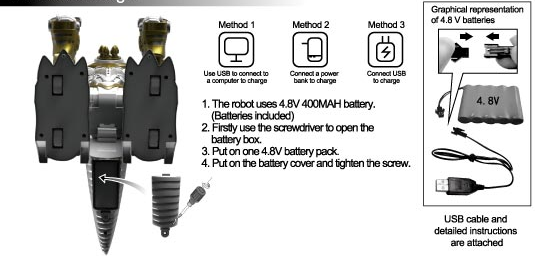 Method 1
Method 2
Method 3
Use USB to connect to
a computer to charge
Connect a power
bank to charge
Connect USB
to charge
1. The robot uses 4.8V 400MAH battery.
(Batteries included)
2. Firstly use the screwdriver to open the
battery box.
3. Put on one 4.8V battery pack.
4. Put on the battery cover and tighten the screw.
Graphical representation
of 4.8 V batteries
4.8V
USB cable and
detailed instructions
are attached